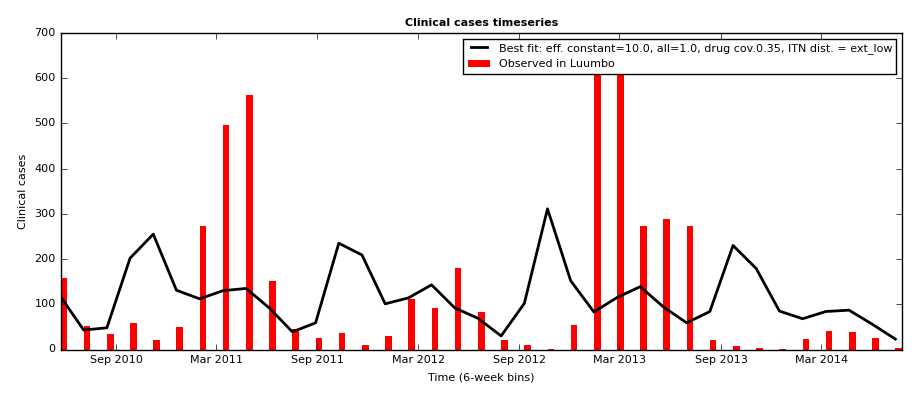 Clinical cases timeseries
Best fit: eff. constant=10.0, all=1.0, drug cov.0.35, ITN dist. = ext_low
Observed in Luumbo
Clinical cases
700
600
500
400
300
200
100
0
Sep 2010
Mar 2011
Sep 2011
Mar 2012
Sep 2012
Mar 2013
Sep 2013
Mar 2014
Time (6-week bins)